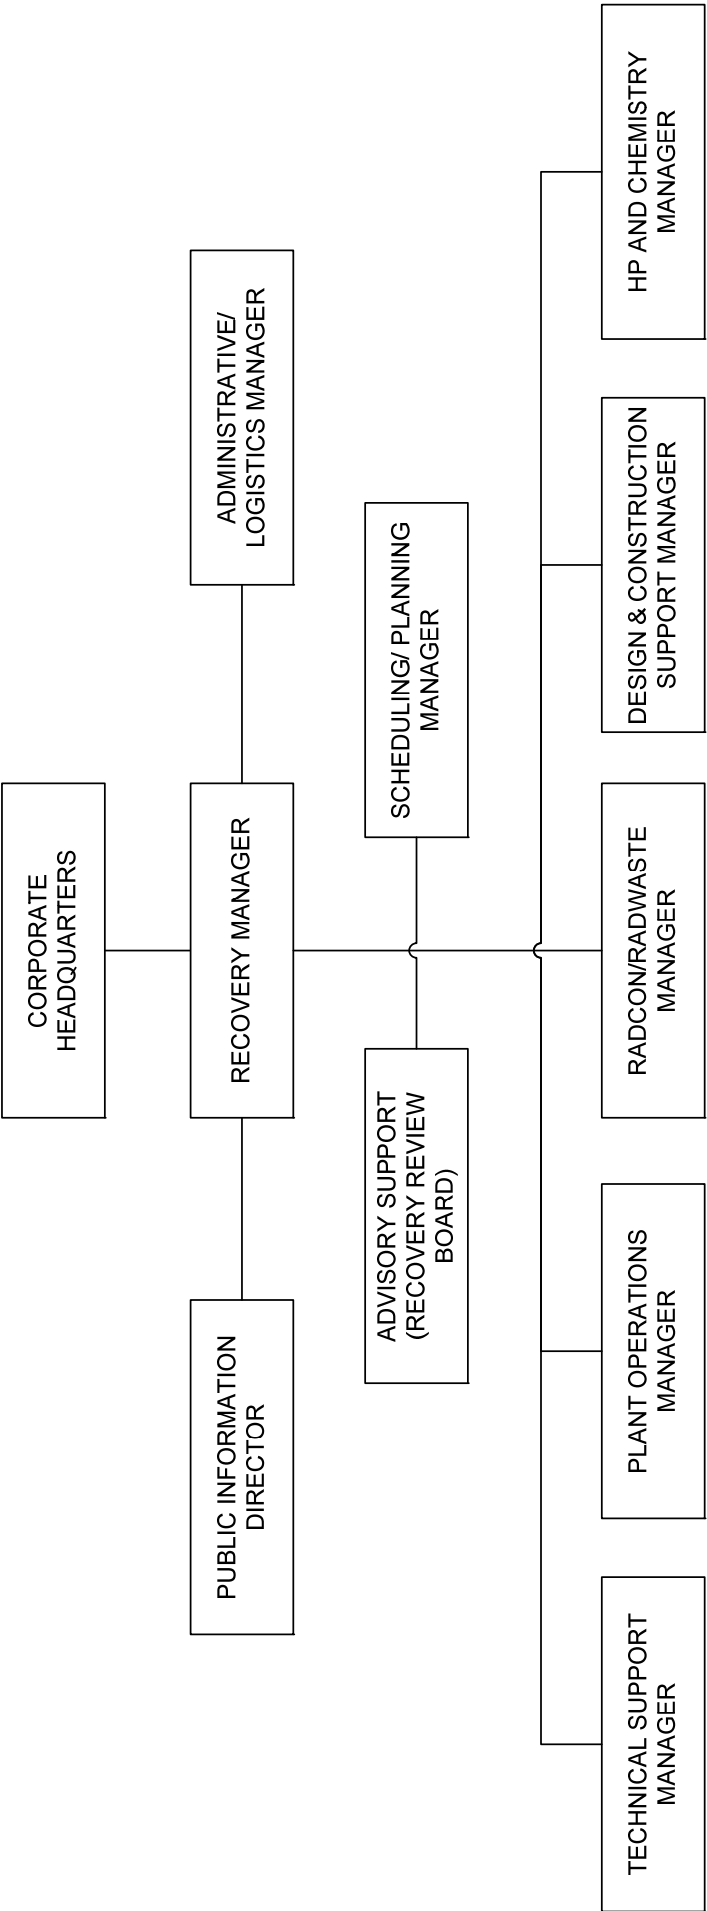 CORPORATE
HEADQUARTERS
PUBLIC INFORMATION
DIRECTOR
RECOVERY MANAGER
ADMINISTRATIVE/
LOGISTICS MANAGER
ADVISORY SUPPORT
(RECOVERY REVIEW
BOARD)
SCHEDULING/ PLANNING
MANAGER
TECHNICAL SUPPORT
MANAGER
PLANT OPERATIONS
MANAGER
RADCON/RADWASTE
MANAGER
DESIGN & CONSTRUCTION
SUPPORT MANAGER
HP AND CHEMISTRY
MANAGER